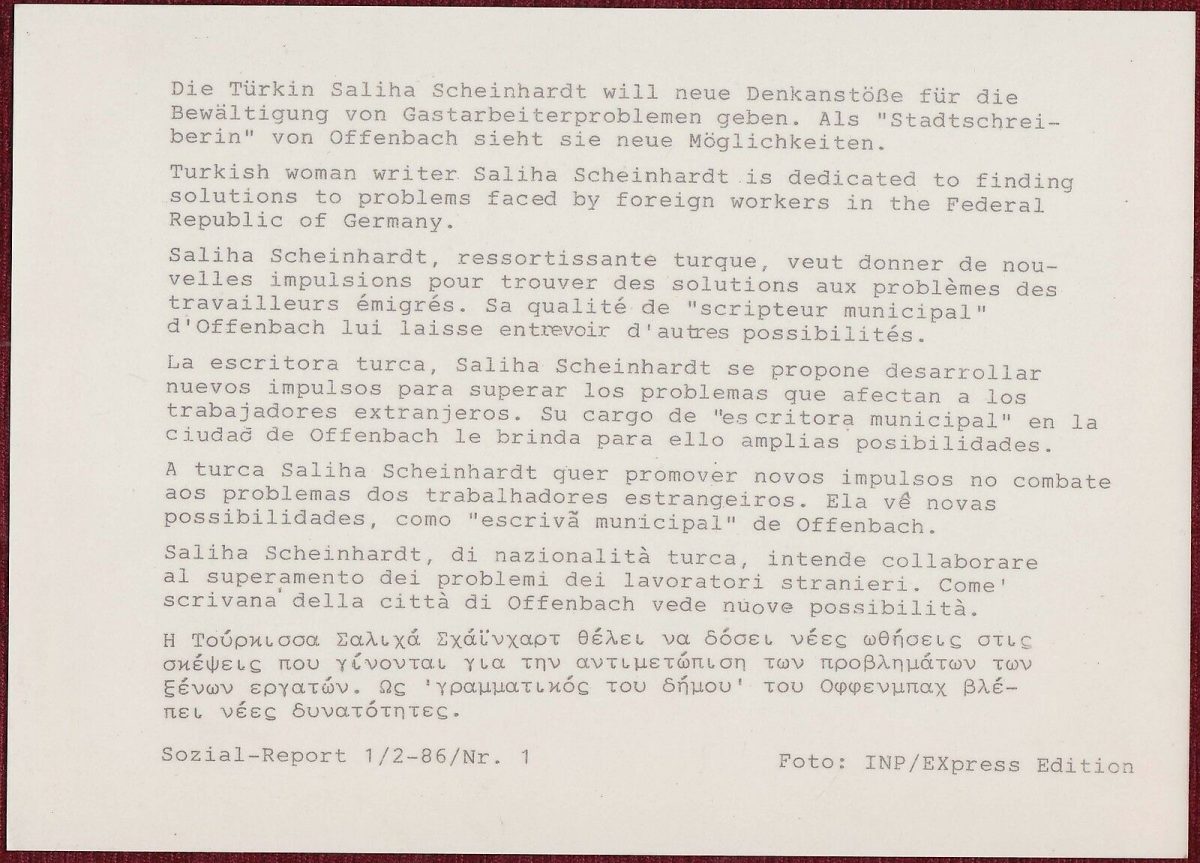 Die Türkin Saliha Scheinhardt will neue Denkanstöße für die
Bewältigung von Gastarbeiterproblemen geben. Als "Stadtschrei-
berin" von Offenbach sieht sie neue Möglichkeiten.
Turkish woman writer Saliha Scheinhardt is dedicated to finding
solutions to problems faced by foreign workers in the Federal
Republic of Germany.
Saliha Scheinhardt, ressortissante turque, veut donner de nou-
velles impulsions pour trouver des solutions aux problèmes des
travailleurs émigrés. Sa qualité de "scripteur municipal"
d'Offenbach lui laisse entrevoir d'autres possibilités.
La escritora turca, Saliha Scheinhardt se propone desarrollar
nuevos impulsos para superar los problemas que afectan a los
trabajadores extranjeros. Su cargo de "escritora municipal" en la
ciudad de Offenbach le brinda para ello amplias posibilidades.
A turca Saliha Scheinhardt quer promover novos impulsos no combate
aos problemas dos trabalhadores estrangeiros. Ela vê novas
possibilidades, como "escrivã municipal" de Offenbach.
Saliha Scheinhardt, di nazionalità turca, intende collaborare
al superamento dei problemi dei lavoratori stranieri. Come'
scrivana'della città di Offenbach vede nuove possibilità.
Η Τούρκισσα Σαλιχά Σχάϊνχαρτ θέλει να δόσει νέες ωθήσεις στις
σκέψεις που γίνονται για την αντιμετώπιση των προβλημάτων των
ξένων εργατών. Ως 'γραμματικός του δήμου' του Οφφενμπαχ βλέ-
πει νέες δυνατότητες.
Sozial-Report 1/2-86/Nr. 1
Foto: INP/EXpress Edition